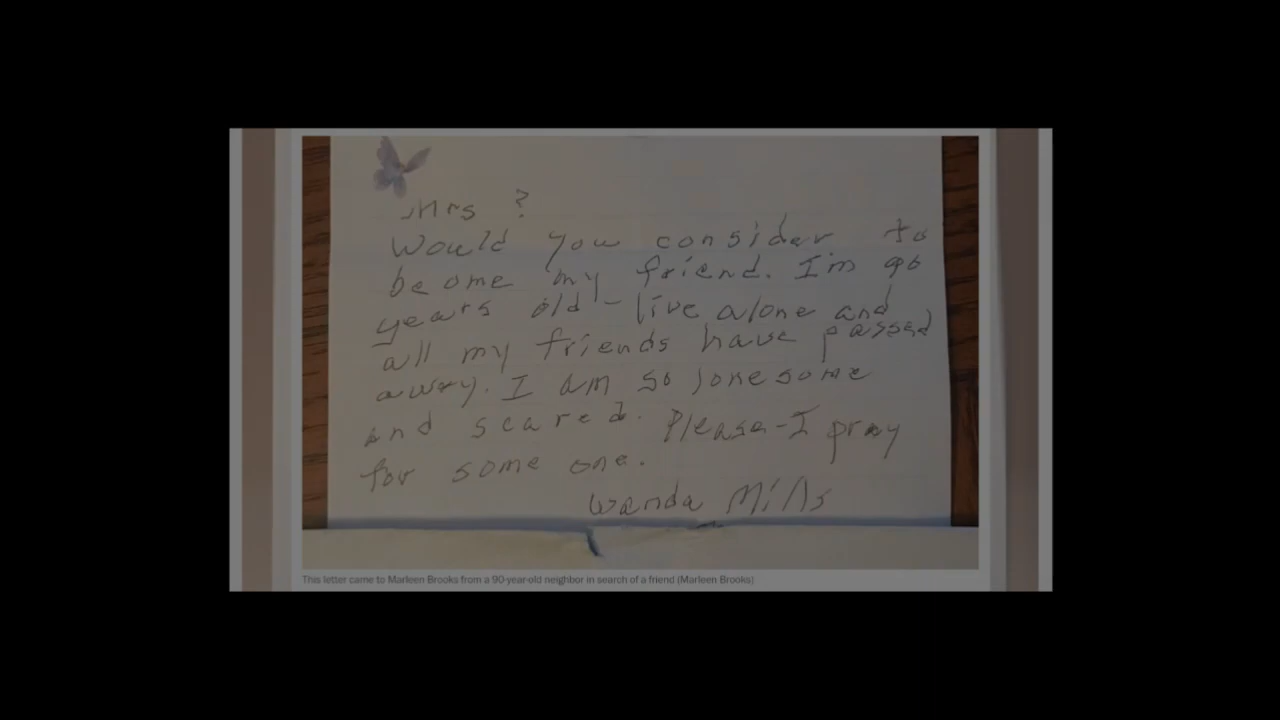 Mrs ?
Would you consider to
become my friend. I'm 90
years old - live alone and
all my friends have passed
away. I am so lonesome
and scared. Please - I pray
for some one.
Wanda Mills
This letter came to Marleen Brooks from a 90-year-old neighbor in search of a friend (Marleen Brooks)